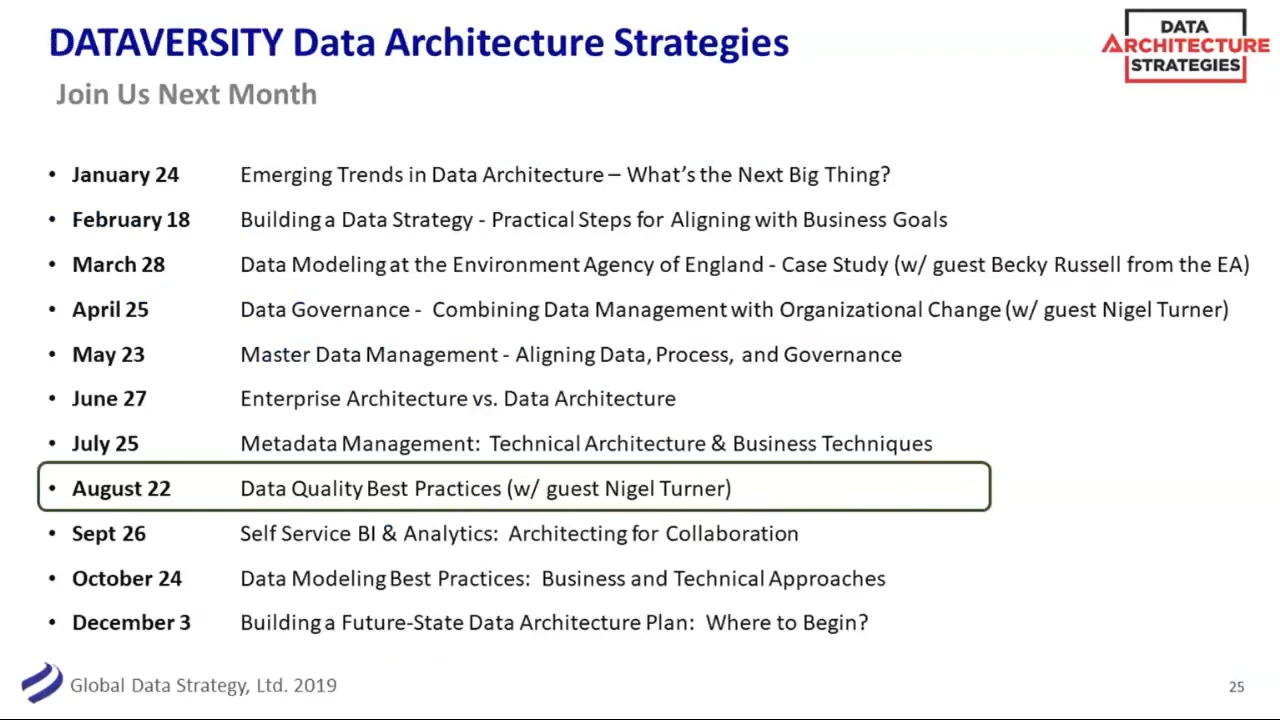 DATAVERSITY Data Architecture Strategies
DATA
ARCHITECTURE
STRATEGIES
Join Us Next Month
• January 24 Emerging Trends in Data Architecture – What's the Next Big Thing?
• February 18 Building a Data Strategy - Practical Steps for Aligning with Business Goals
• March 28 Data Modeling at the Environment Agency of England - Case Study (w/ guest Becky Russell from the EA)
• April 25 Data Governance - Combining Data Management with Organizational Change (w/ guest Nigel Turner)
• May 23 Master Data Management - Aligning Data, Process, and Governance
• June 27 Enterprise Architecture vs. Data Architecture
• July 25 Metadata Management: Technical Architecture & Business Techniques
• August 22 Data Quality Best Practices (w/ guest Nigel Turner)
• Sept 26 Self Service BI & Analytics: Architecting for Collaboration
• October 24 Data Modeling Best Practices: Business and Technical Approaches
• December 3 Building a Future-State Data Architecture Plan: Where to Begin?
Global Data Strategy, Ltd. 2019
25